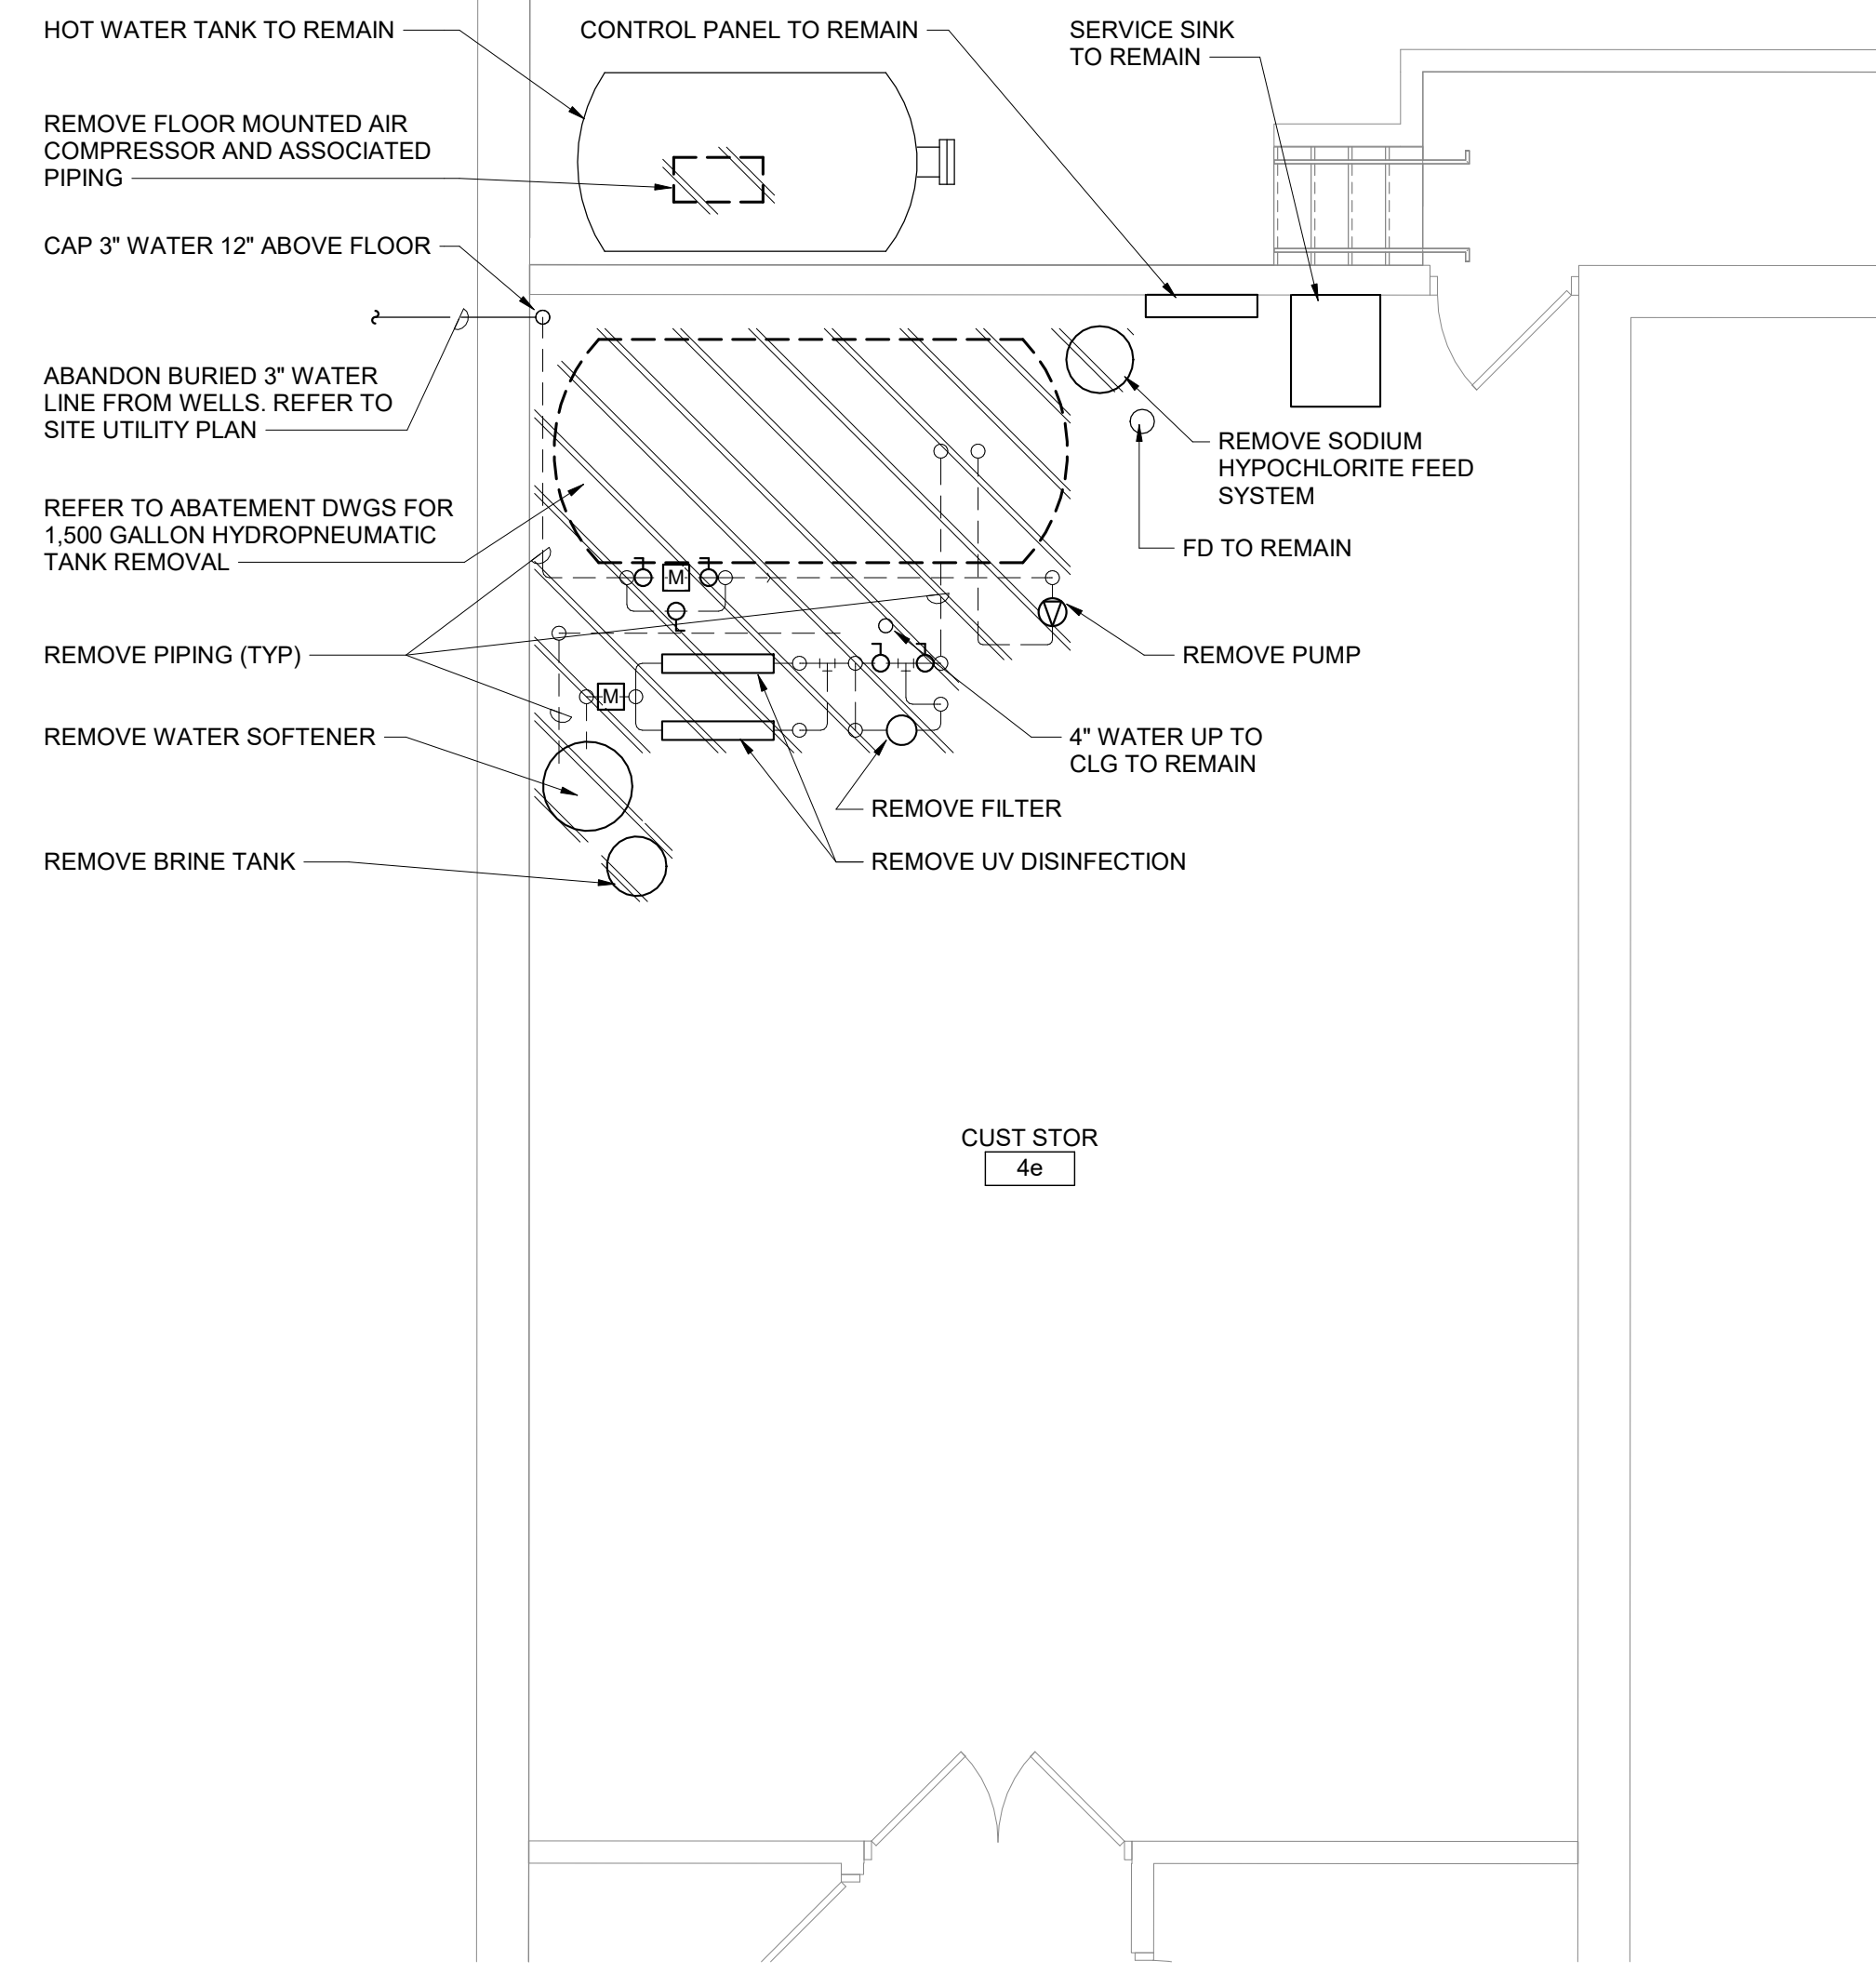 HOT WATER TANK TO REMAIN
CONTROL PANEL TO REMAIN
SERVICE SINK
TO REMAIN
REMOVE FLOOR MOUNTED AIR
COMPRESSOR AND ASSOCIATED
PIPING
CAP 3" WATER 12" ABOVE FLOOR
ABANDON BURIED 3" WATER
LINE FROM WELLS. REFER TO
SITE UTILITY PLAN
REMOVE SODIUM
HYPOCHLORITE FEED
SYSTEM
REFER TO ABATEMENT DWGS FOR
1,500 GALLON HYDROPNEUMATIC
TANK REMOVAL
FD TO REMAIN
M
REMOVE PIPING (TYP)
REMOVE PUMP
M
REMOVE WATER SOFTENER
4" WATER UP TO
CLG TO REMAIN
REMOVE FILTER
REMOVE BRINE TANK
REMOVE UV DISINFECTION
CUST STOR
4e